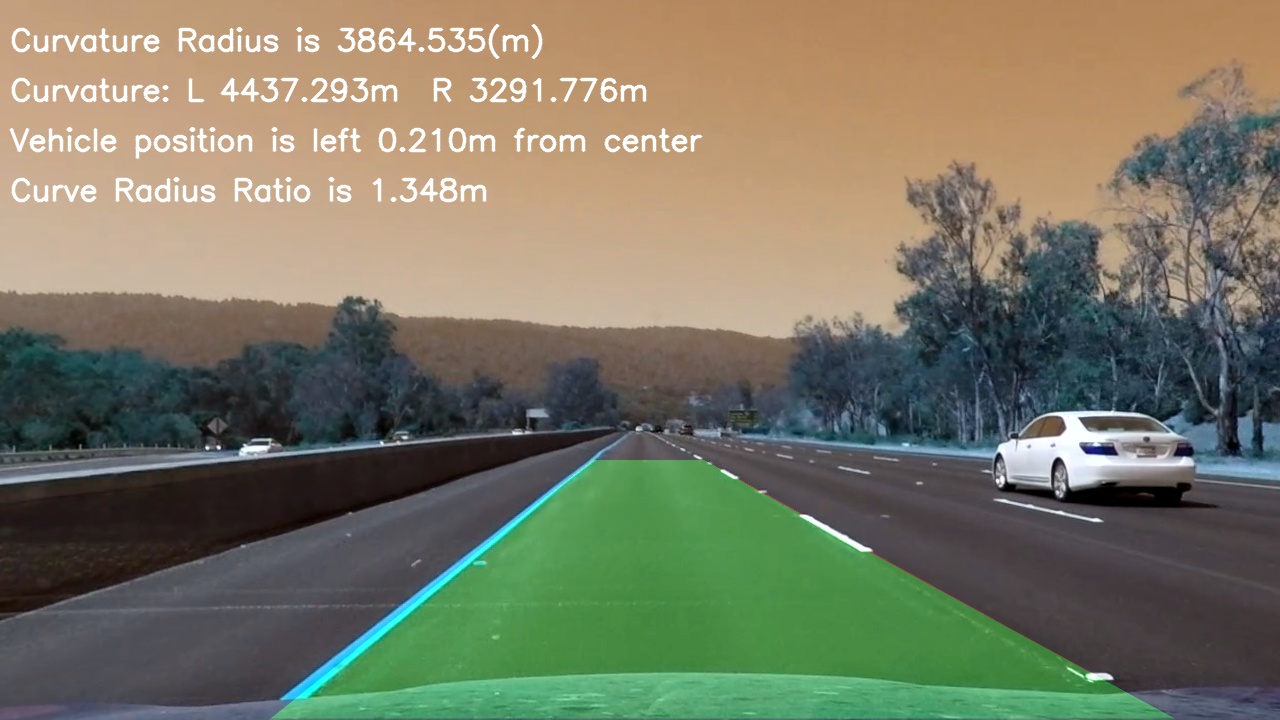 Curvature Radius is 3864.535(m)
Curvature: L 4437.293m R 3291.776m
Vehicle position is left 0.210m from center
Curve Radius Ratio is 1.348m